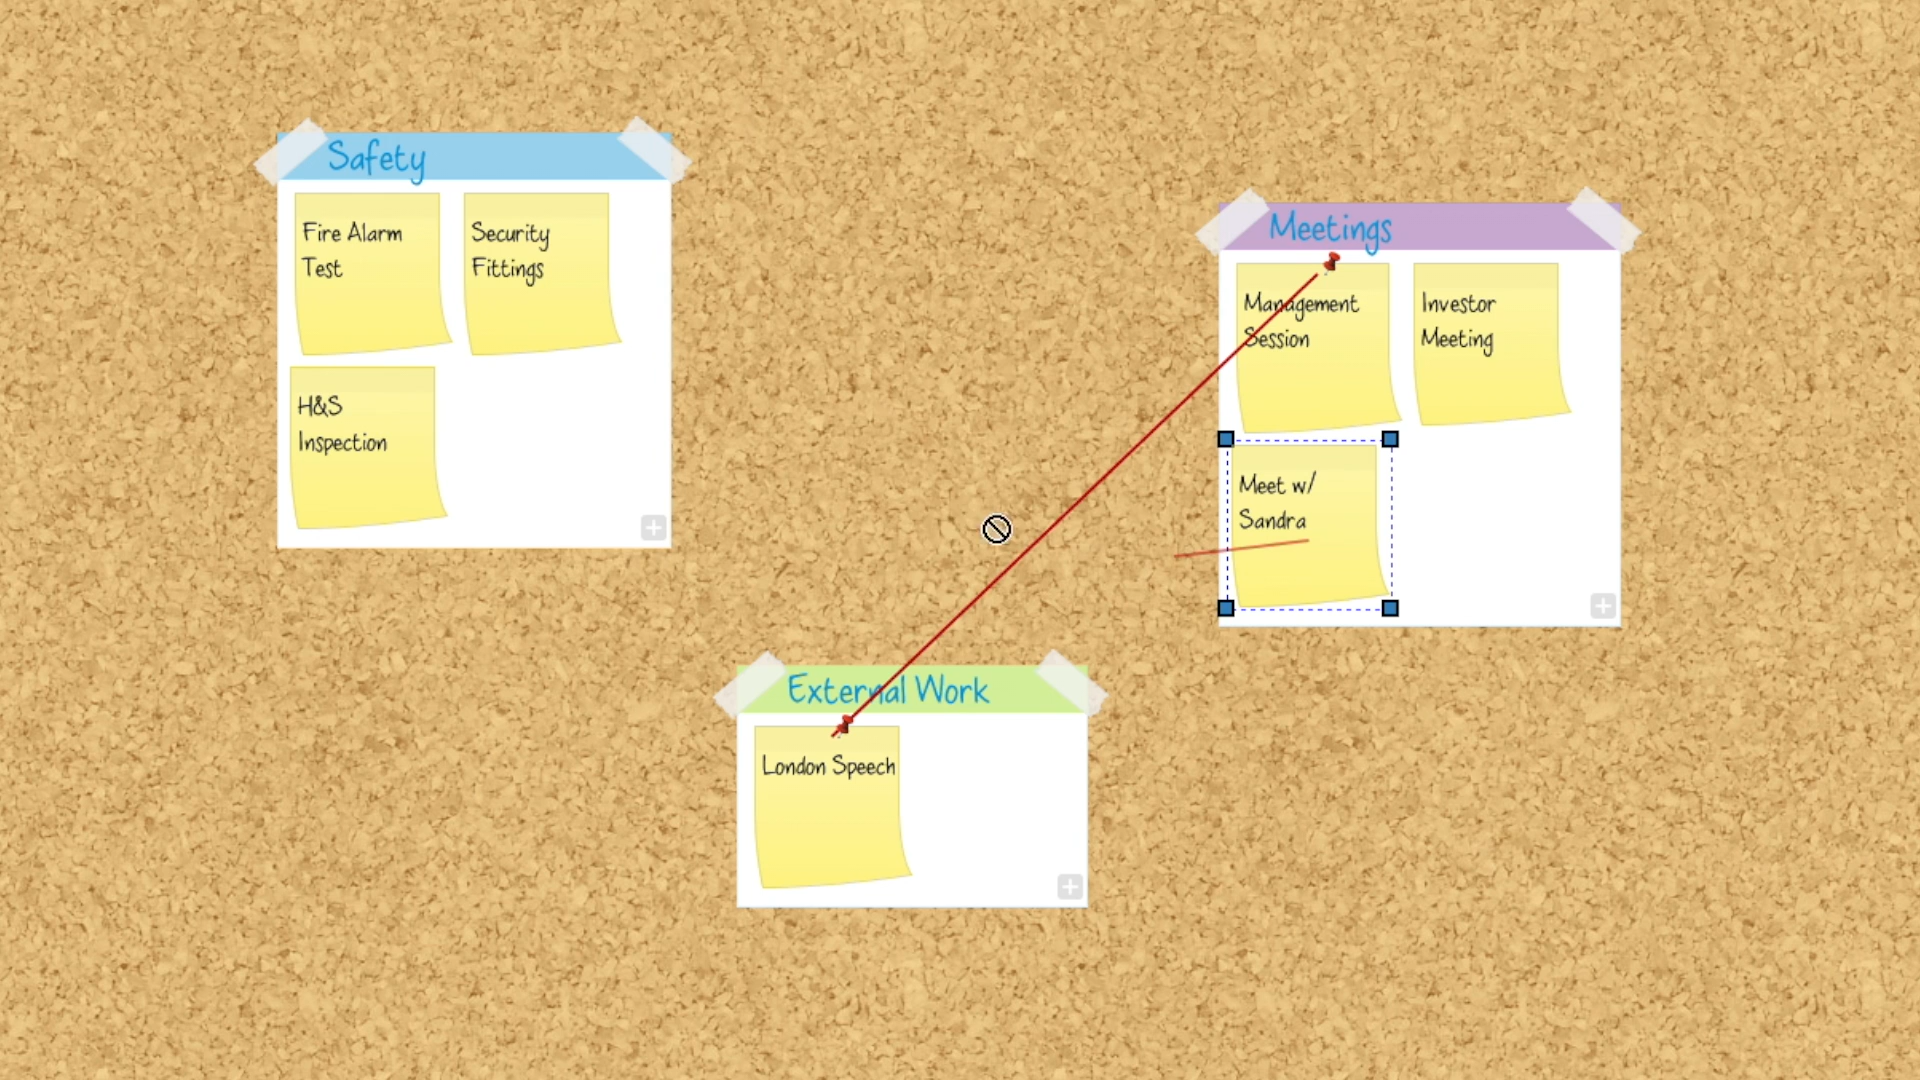 Safety
Fire Alarm
Test
Security
Fittings
H&S
Inspection
Meetings
Management
Session
Investor
Meeting
Meet w/
Sandra
External Work
London Speech